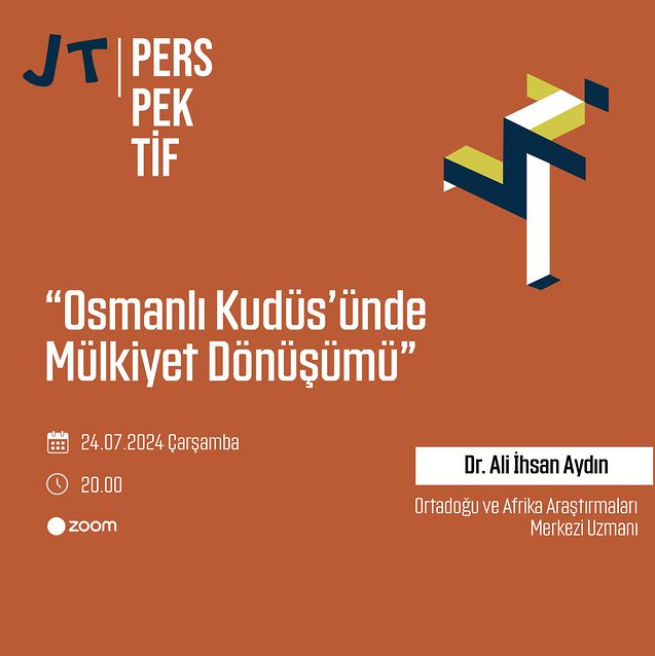 JT
PERS
PEK
TİF
“Osmanlı Kudüs’ünde
Mülkiyet Dönüşümü”
24.07.2024 Çarşamba
20.00
zoom
Dr. Ali İhsan Aydın
Ortadoğu ve Afrika Araştırmaları
Merkezi Uzmanı